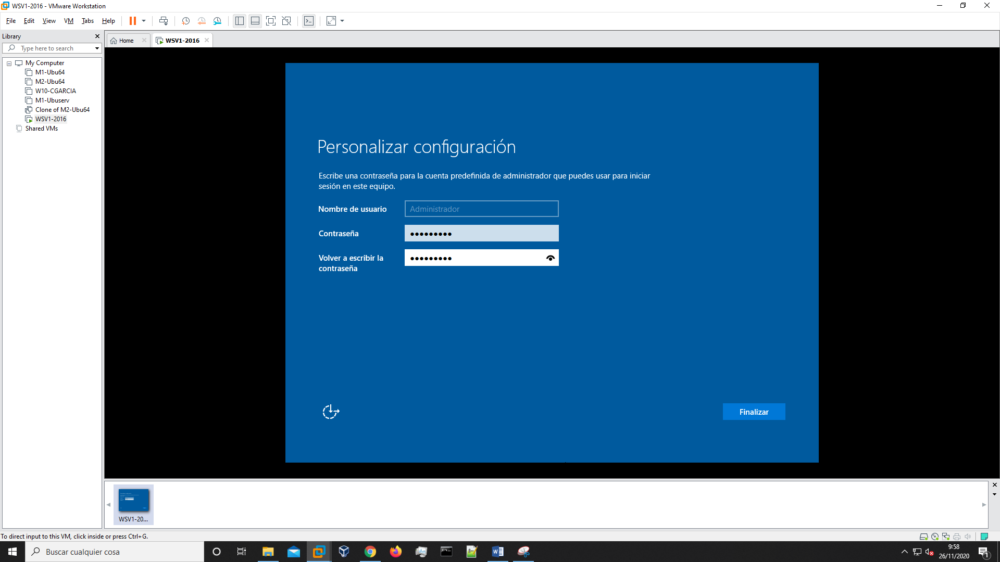 WSV1-2016 - VMware Workstation
File Edit View VM Tabs Help
Library
Type here to search
My Computer
M1-Ubu64
M2-Ubu64
W10-CGARCIA
M1-Ubuserv
Clone of M2-Ubu64
WSV1-2016
Shared VMs
Home
WSV1-2016
Personalizar configuración
Escribe una contraseña para la cuenta predefinida de administrador que puedes usar para iniciar
sesión en este equipo.
Nombre de usuario
Administrador
Contraseña
Volver a escribir la
contraseña
Finalizar
WSV1-20...
To direct input to this VM, click inside or press Ctrl+G.
Buscar cualquier cosa
9:58
26/11/2020
1